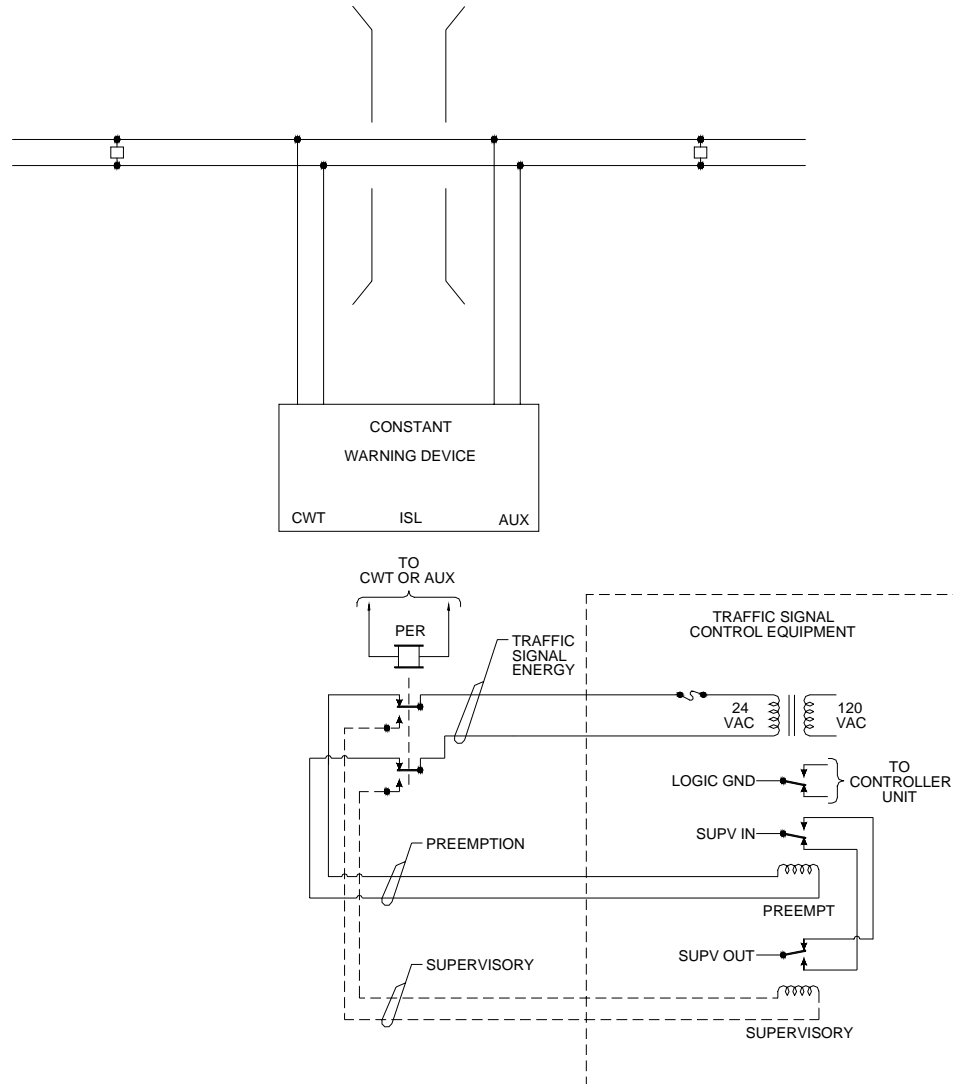 CONSTANT
WARNING DEVICE
CWT ISL AUX
TO
CWT OR AUX
PER
TRAFFIC
SIGNAL
ENERGY
TRAFFIC SIGNAL
CONTROL EQUIPMENT
24
VAC
120
VAC
LOGIC GND
TO
CONTROLLER
UNIT
SUPV IN
PREEMPTION
PREEMPT
SUPV OUT
SUPERVISORY
SUPERVISORY